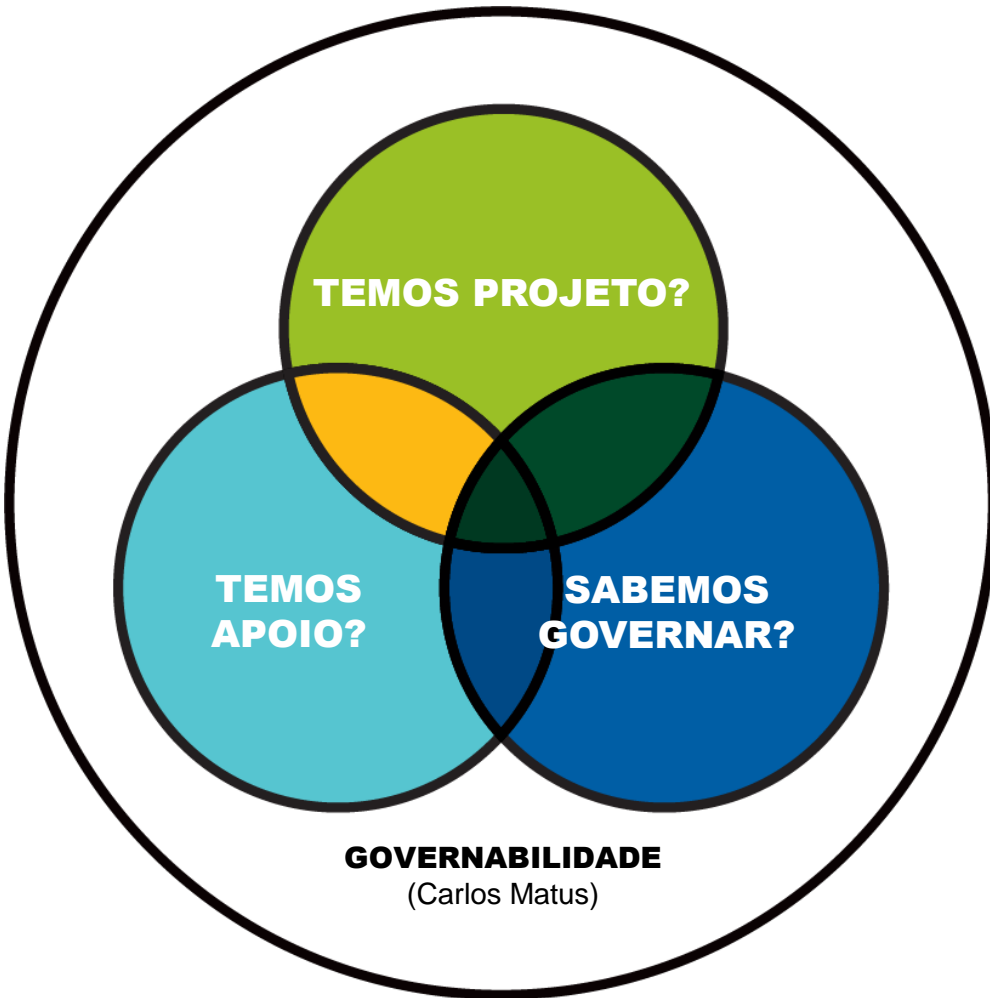 TEMOS PROJETO?
TEMOS
APOIO?
SABEMOS
GOVERNAR?
GOVERNABILIDADE
(Carlos Matus)